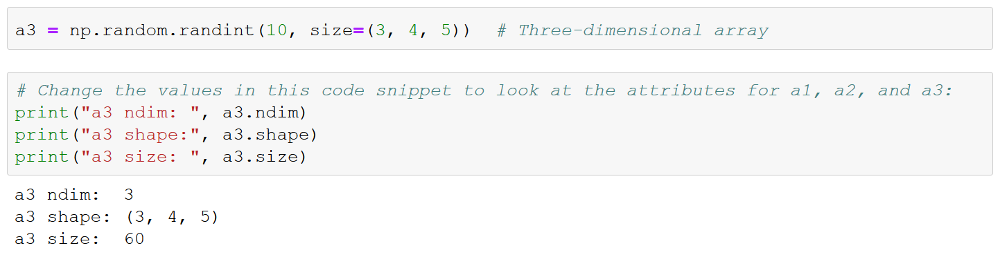 a3 = np.random.randint(10, size=(3, 4, 5))  # Three-dimensional array
# Change the values in this code snippet to look at the attributes for a1, a2, and a3:
print("a3 ndim: ", a3.ndim)
print("a3 shape:", a3.shape)
print("a3 size: ", a3.size)
a3 ndim:  3
a3 shape: (3, 4, 5)
a3 size:  60